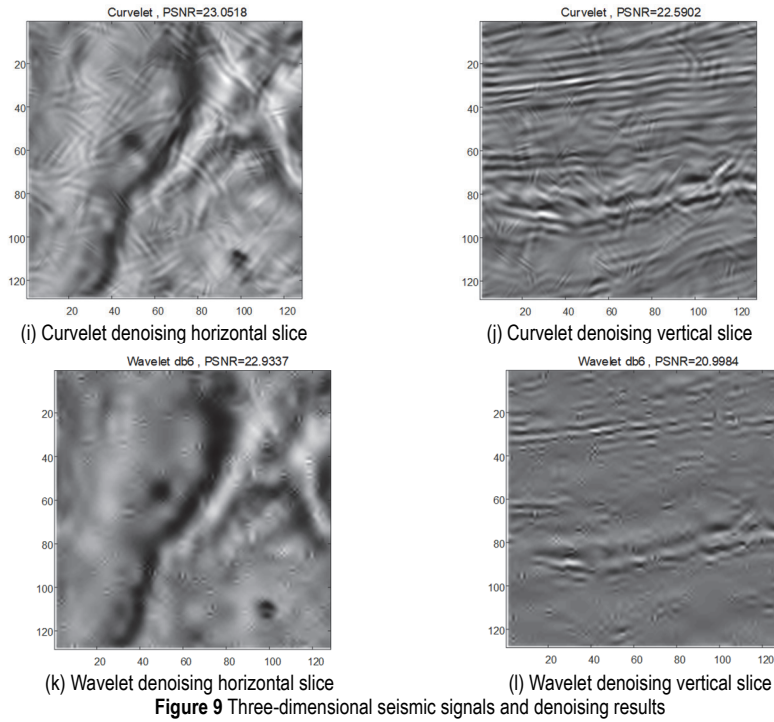 Curvelet , PSNR=23.0518
Curvelet , PSNR=22.5902
20
40
60
80
100
120
20 40 60 80 100 120
20
40
60
80
100
120
20 40 60 80 100 120
(i) Curvelet denoising horizontal slice
(j) Curvelet denoising vertical slice
Wavelet db6 , PSNR=22.9337
Wavelet db6 , PSNR=20.9984
20
40
60
80
100
120
20 40 60 80 100 120
20
40
60
80
100
120
20 40 60 80 100 120
(k) Wavelet denoising horizontal slice
(l) Wavelet denoising vertical slice
Figure 9 Three-dimensional seismic signals and denoising results